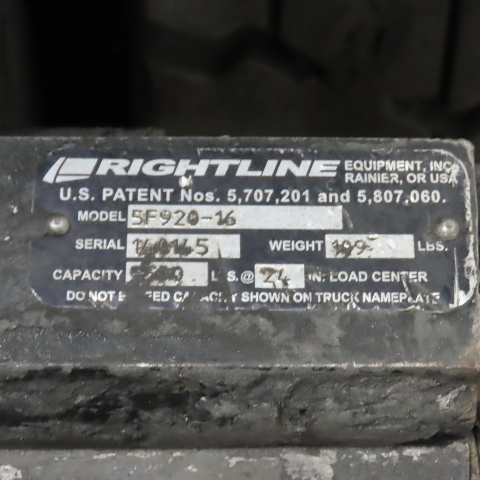 RIGHTLINE EQUIPMENT, INC.
RAINIER, OR USA
U.S. PATENT Nos. 5,707,201 and 5,807,060.
MODEL 5F920-16
SERIAL WEIGHT 199 LBS.
CAPACITY @ 24 IN. LOAD CENTER
DO NOT CAPACITY SHOWN ON TRUCK NAMEPLATE